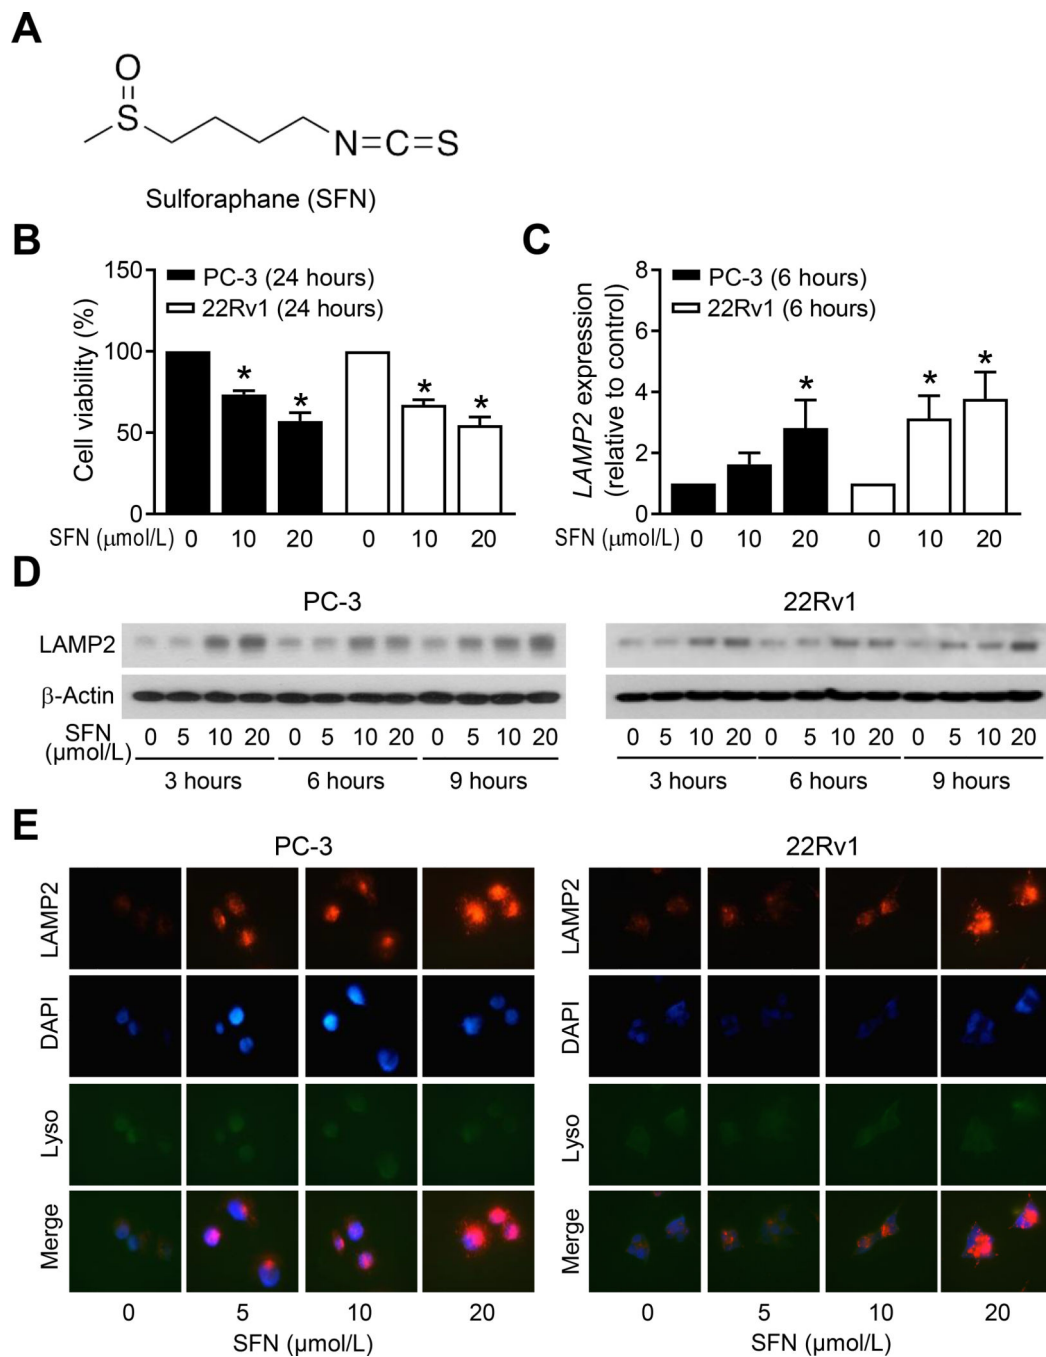 A
O
S
N=C=S
Sulforaphane (SFN)
B
Cell viability (%)
150
100
50
0
PC-3 (24 hours)
22Rv1 (24 hours)
* * * *
SFN (μmol/L) 0 10 20 0 10 20
C
LAMP2 expression
(relative to control)
8
6
4
2
0
PC-3 (6 hours)
22Rv1 (6 hours)
* * *
SFN (μmol/L) 0 10 20 0 10 20
D
PC-3 22Rv1
LAMP2
β-Actin
SFN
(μmol/L)
0 5 10 20 0 5 10 20 0 5 10 20 0 5 10 20 0 5 10 20 0 5 10 20
3 hours 6 hours 9 hours 3 hours 6 hours 9 hours
E
PC-3 22Rv1
LAMP2 LAMP2
DAPI DAPI
Lyso Lyso
Merge Merge
0 5 10 20 0 5 10 20
SFN (μmol/L) SFN (μmol/L)